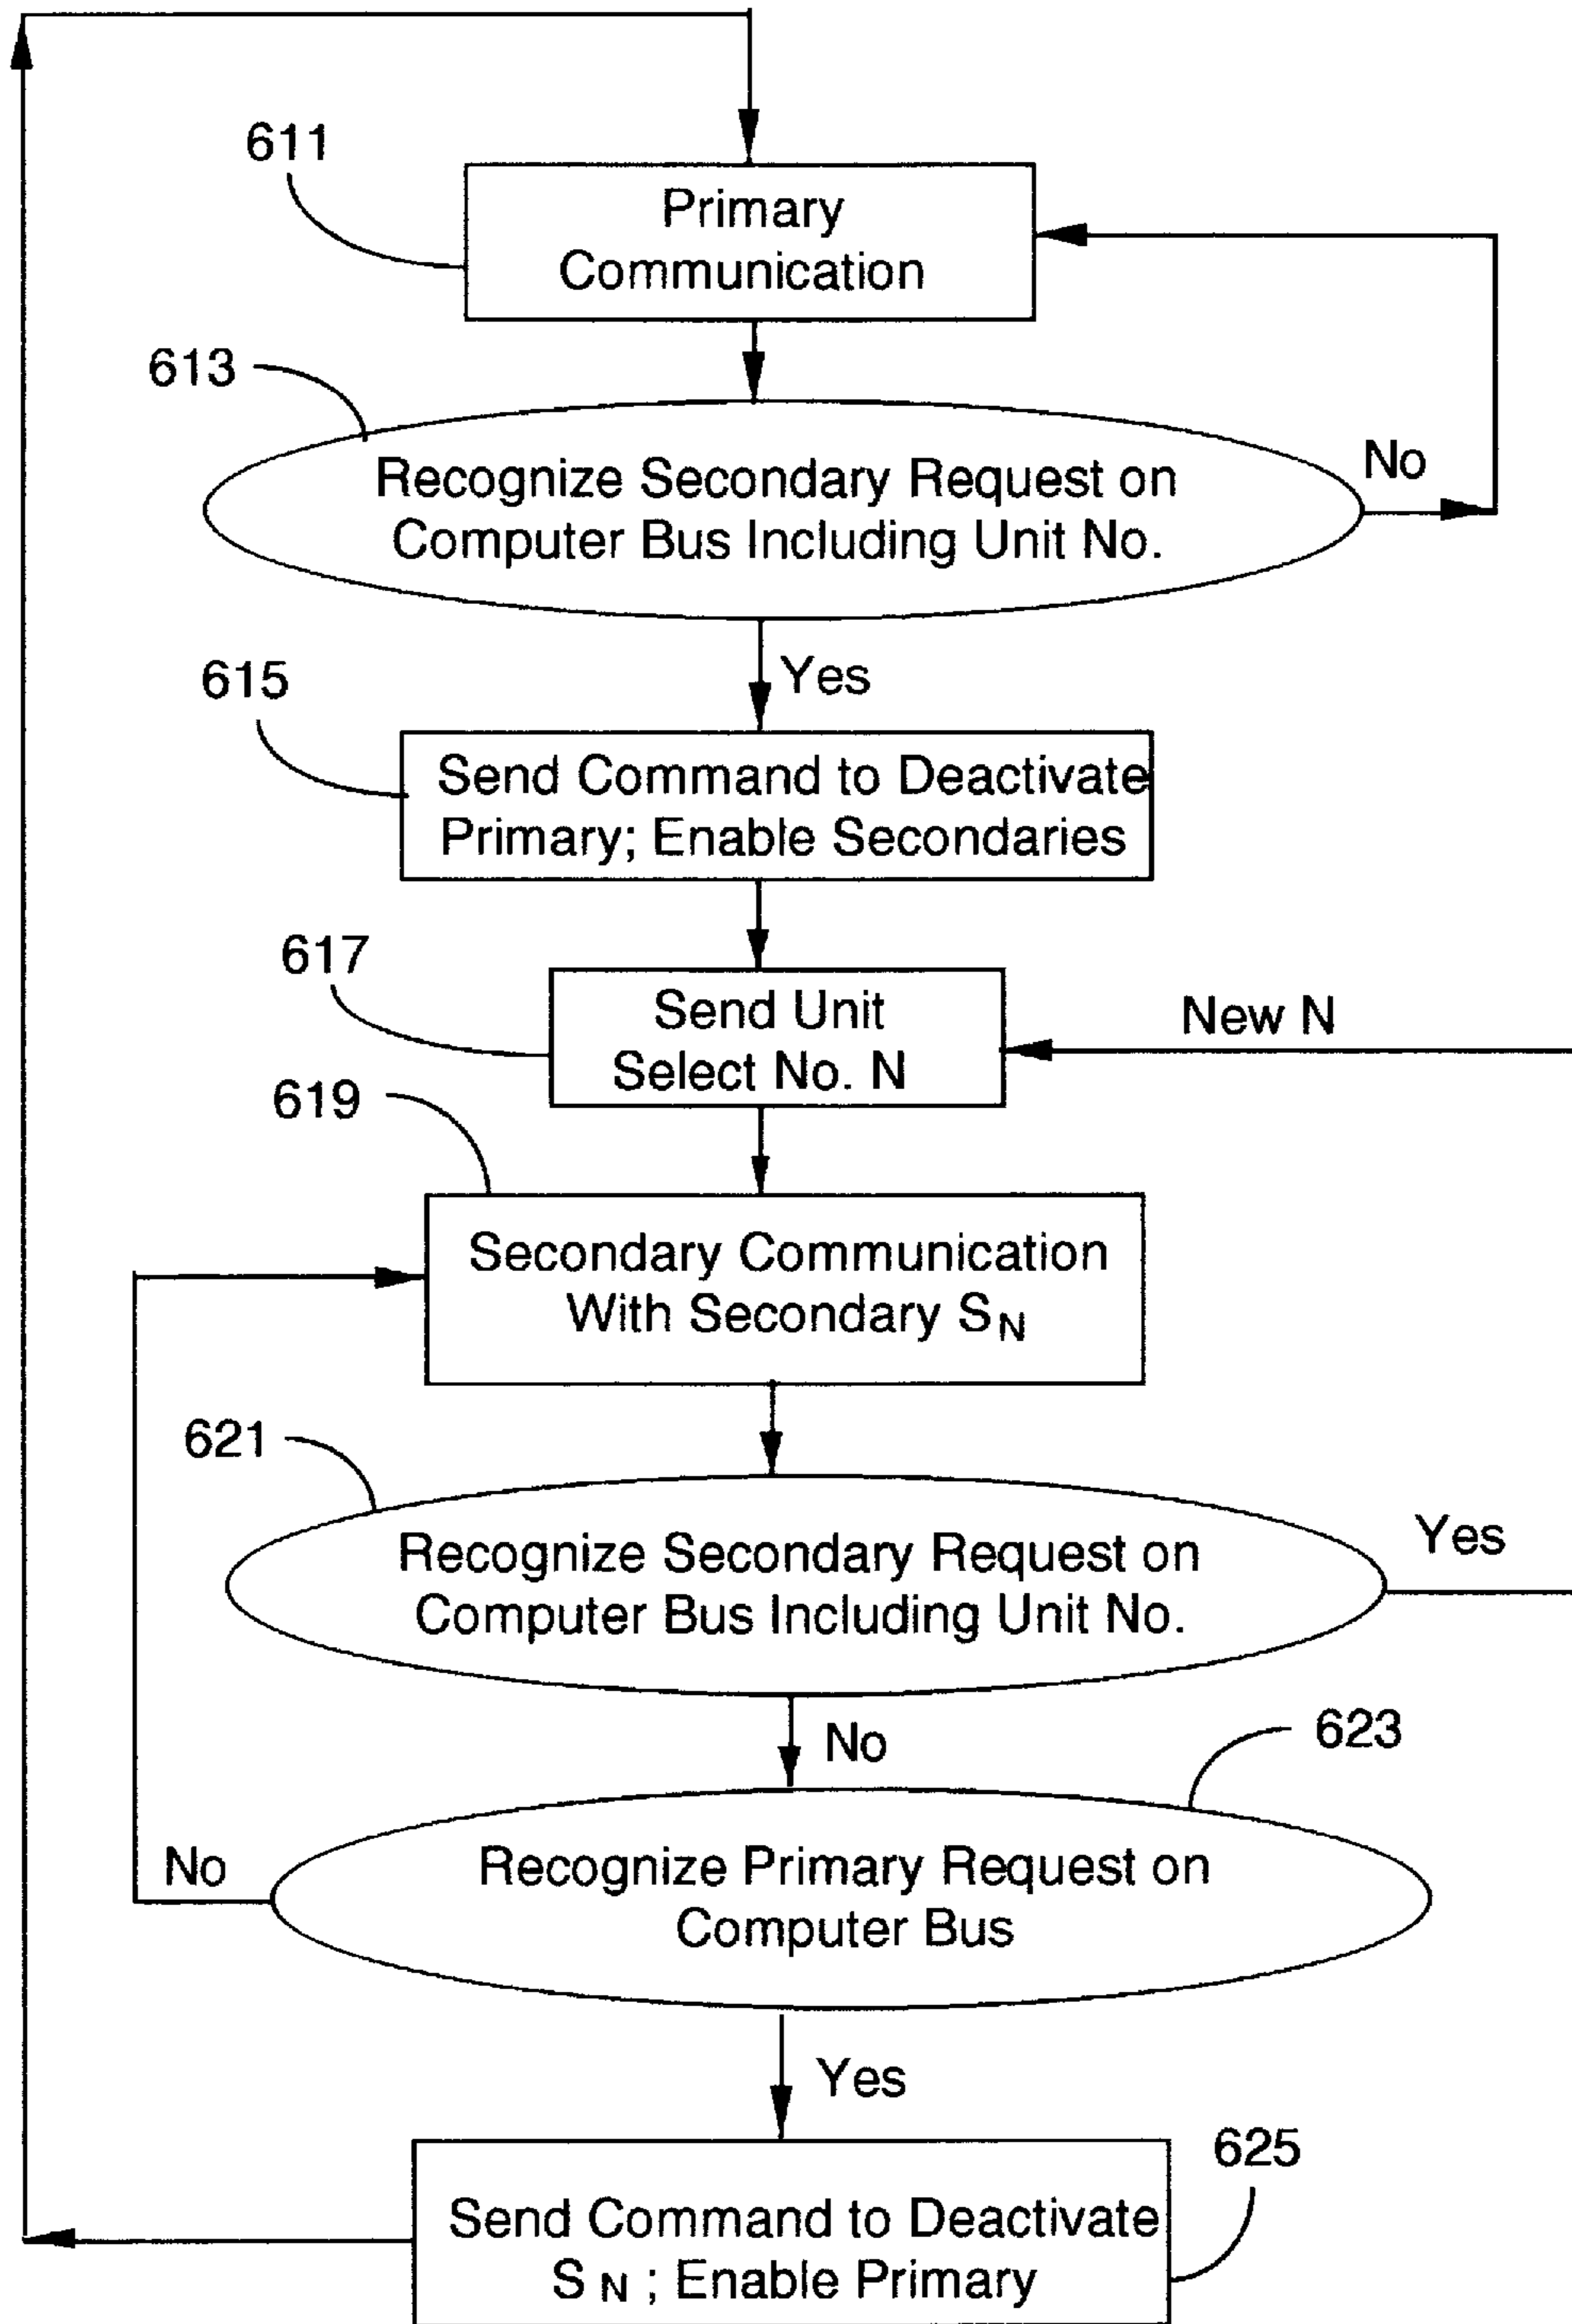 611
Primary
Communication
613
Recognize Secondary Request on
Computer Bus Including Unit No.
No
Yes
615
Send Command to Deactivate
Primary; Enable Secondaries
617
Send Unit
Select No. N
New N
619
Secondary Communication
With Secondary SN
621
Recognize Secondary Request on
Computer Bus Including Unit No.
Yes
No
623
Recognize Primary Request on
Computer Bus
No
Yes
625
Send Command to Deactivate
SN ; Enable Primary